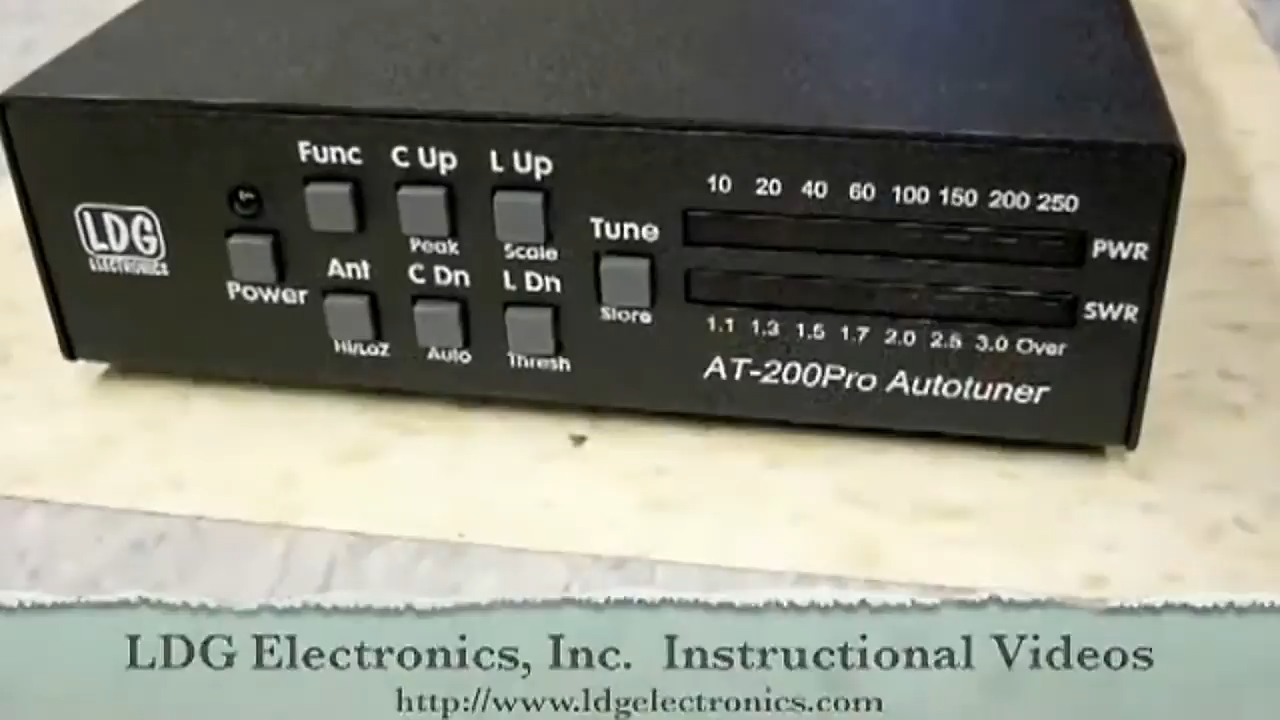 Func C Up L Up
10 20 40 60 100 150 200 250
LDG
ELECTRONICS
Power
Peak Scale
Tune
PWR
Ant C Dn L Dn
Store
SWR
Hi/LoZ Auto Thresh
1.1 1.3 1.5 1.7 2.0 2.5 3.0 Over
AT-200Pro Autotuner
LDG Electronics, Inc. Instructional Videos
http://www.ldgelectronics.com